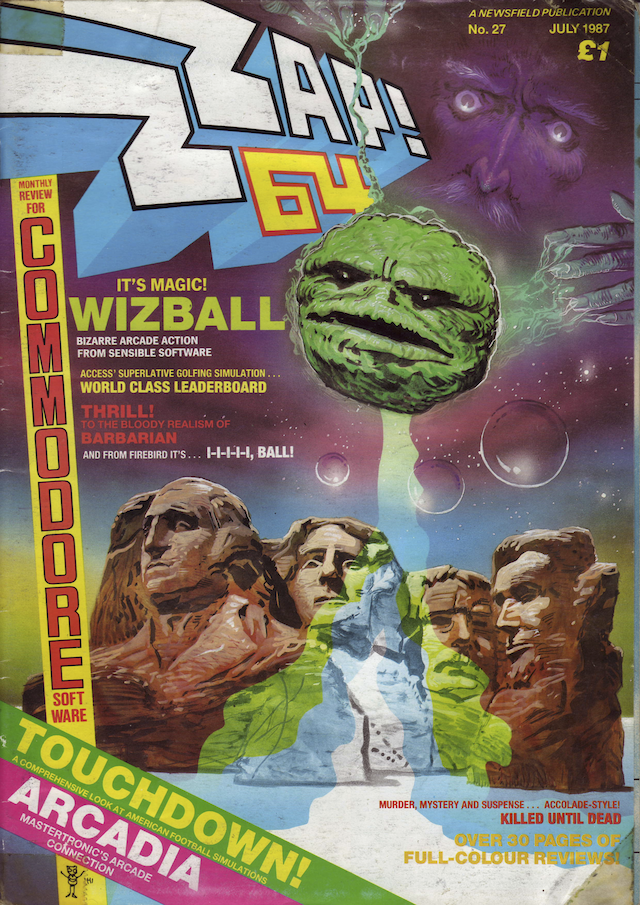 A NEWSFIELD PUBLICATION
No. 27 JULY 1987
£1
ZZAP!
64
MONTHLY
REVIEW
FOR
COMMODORE
SOFT
WARE
IT'S MAGIC!
WIZBALL
BIZARRE ARCADE ACTION
FROM SENSIBLE SOFTWARE
ACCESS' SUPERLATIVE GOLFING SIMULATION . . .
WORLD CLASS LEADERBOARD
THRILL!
TO THE BLOODY REALISM OF
BARBARIAN
AND FROM FIREBIRD IT'S . . . I-I-I-I-I, BALL!
TOUCHDOWN!
A COMPREHENSIVE LOOK AT AMERICAN FOOTBALL SIMULATIONS
ARCADIA
MASTERTRONIC'S ARCADE
CONNECTION
MURDER, MYSTERY AND SUSPENSE . . . ACCOLADE-STYLE!
KILLED UNTIL DEAD
OVER 30 PAGES OF
FULL-COLOUR REVIEWS!